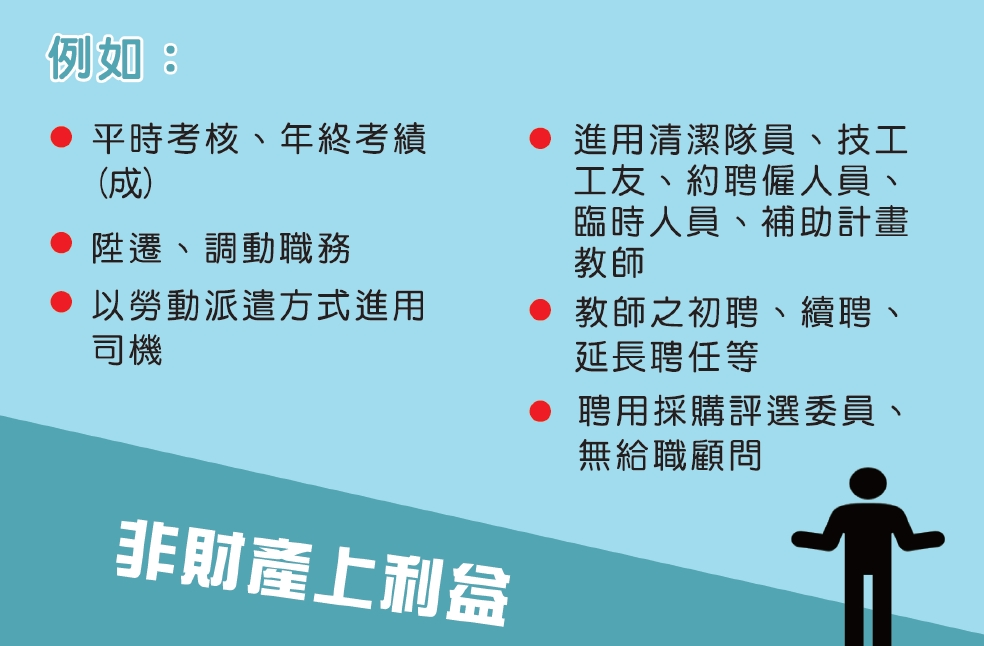 例如：
平時考核、年終考績
(成)
陞遷、調動職務
以勞動派遣方式進用
司機
進用清潔隊員、技工
工友、約聘僱人員、
臨時人員、補助計畫
教師
教師之初聘、續聘、
延長聘任等
聘用採購評選委員、
無給職顧問
非財產上利益